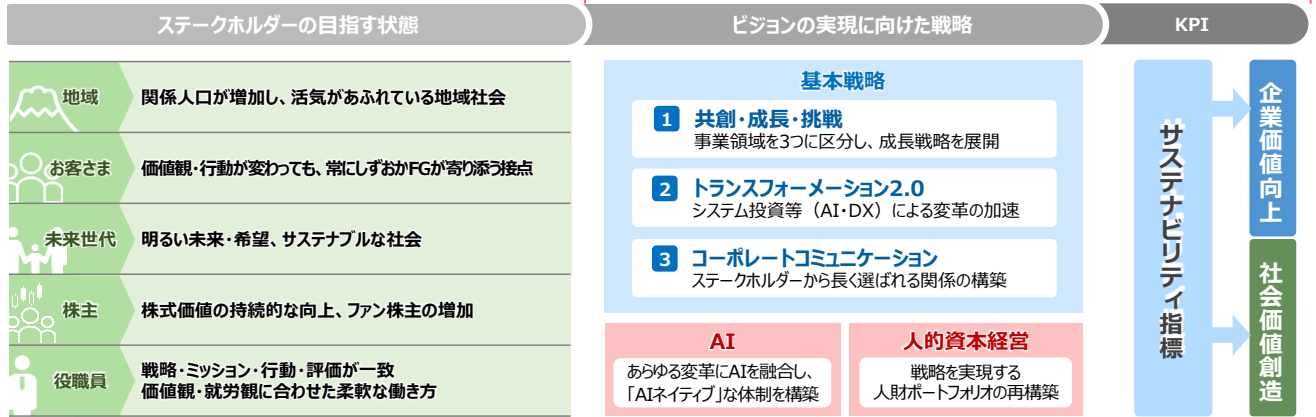 ステークホルダーの目指す状態
ビジョンの実現に向けた戦略
KPI
地域
関係人口が増加し、活気があふれている地域社会
お客さま
価値観・行動が変わっても、常にしずおかFGが寄り添う接点
未来世代
明るい未来・希望、サステナブルな社会
株主
株式価値の持続的な向上、ファン株主の増加
役職員
戦略・ミッション・行動・評価が一致
価値観・就労観に合わせた柔軟な働き方
基本戦略
1 共創・成長・挑戦
事業領域を3つに区分し、成長戦略を展開
2 トランスフォーメーション2.0
システム投資等（AI・DX）による変革の加速
3 コーポレートコミュニケーション
ステークホルダーから長く選ばれる関係の構築
AI
あらゆる変革にAIを融合し、
「AIネイティブ」な体制を構築
人的資本経営
戦略を実現する
人財ポートフォリオの再構築
サステナビリティ指標
企業価値向上
社会価値創造